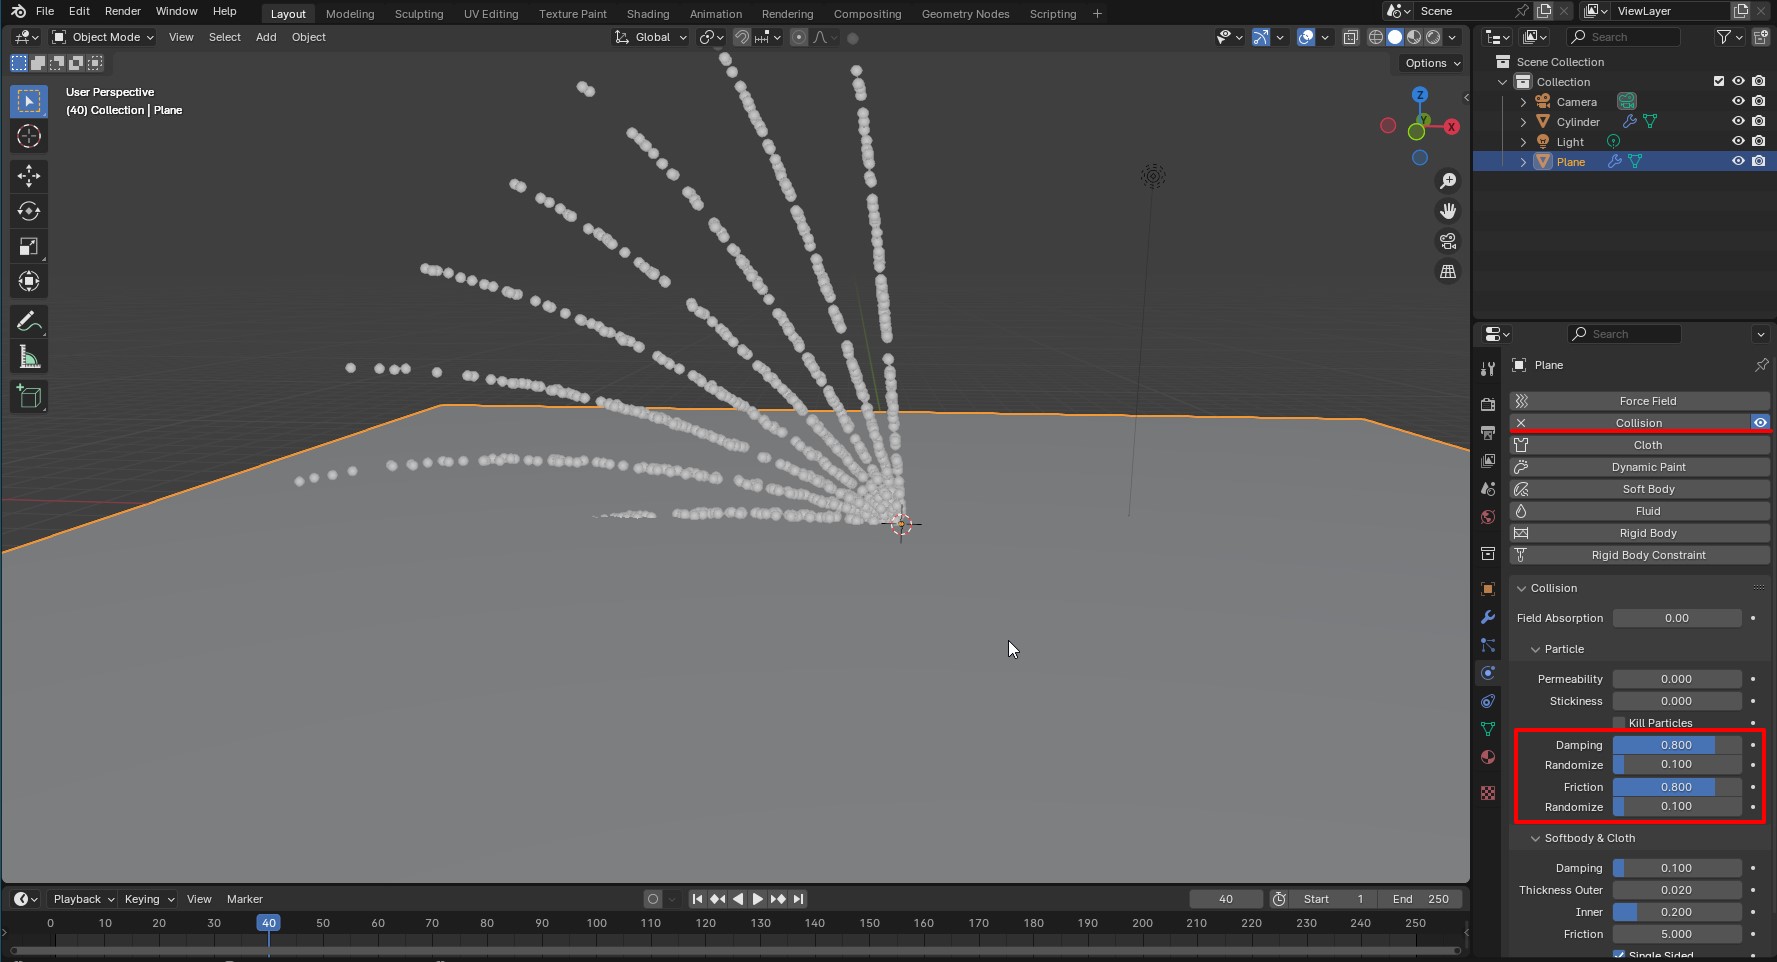 File Edit Render Window Help Layout Modeling Sculpting UV Editing Texture Paint Shading Animation Rendering Compositing Geometry Nodes Scripting + Scene ViewLayer
Object Mode View Select Add Object Global Search
Options
User Perspective
(40) Collection | Plane
Z
Y
X
Scene Collection
Collection
Camera
Cylinder
Light
Plane
Search
Plane
Force Field
Collision
Cloth
Dynamic Paint
Soft Body
Fluid
Rigid Body
Rigid Body Constraint
Collision
Field Absorption 0.00
Particle
Permeability 0.000
Stickiness 0.000
Kill Particles
Damping 0.800
Randomize 0.100
Friction 0.800
Randomize 0.100
Softbody & Cloth
Damping 0.100
Thickness Outer 0.020
Inner 0.200
Friction 5.000
Single Sided
Playback Keying View Marker 40 Start 1 End 250
0 10 20 30 40 50 60 70 80 90 100 110 120 130 140 150 160 170 180 190 200 210 220 230 240 250